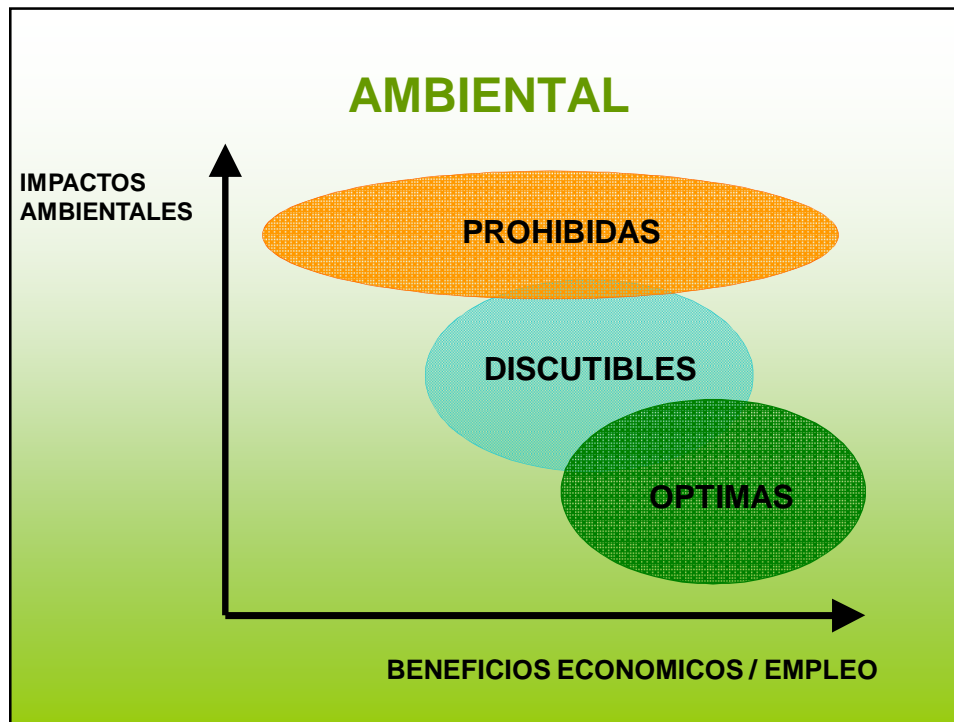 AMBIENTAL
IMPACTOS
AMBIENTALES
PROHIBIDAS
DISCUTIBLES
OPTIMAS
BENEFICIOS ECONOMICOS / EMPLEO